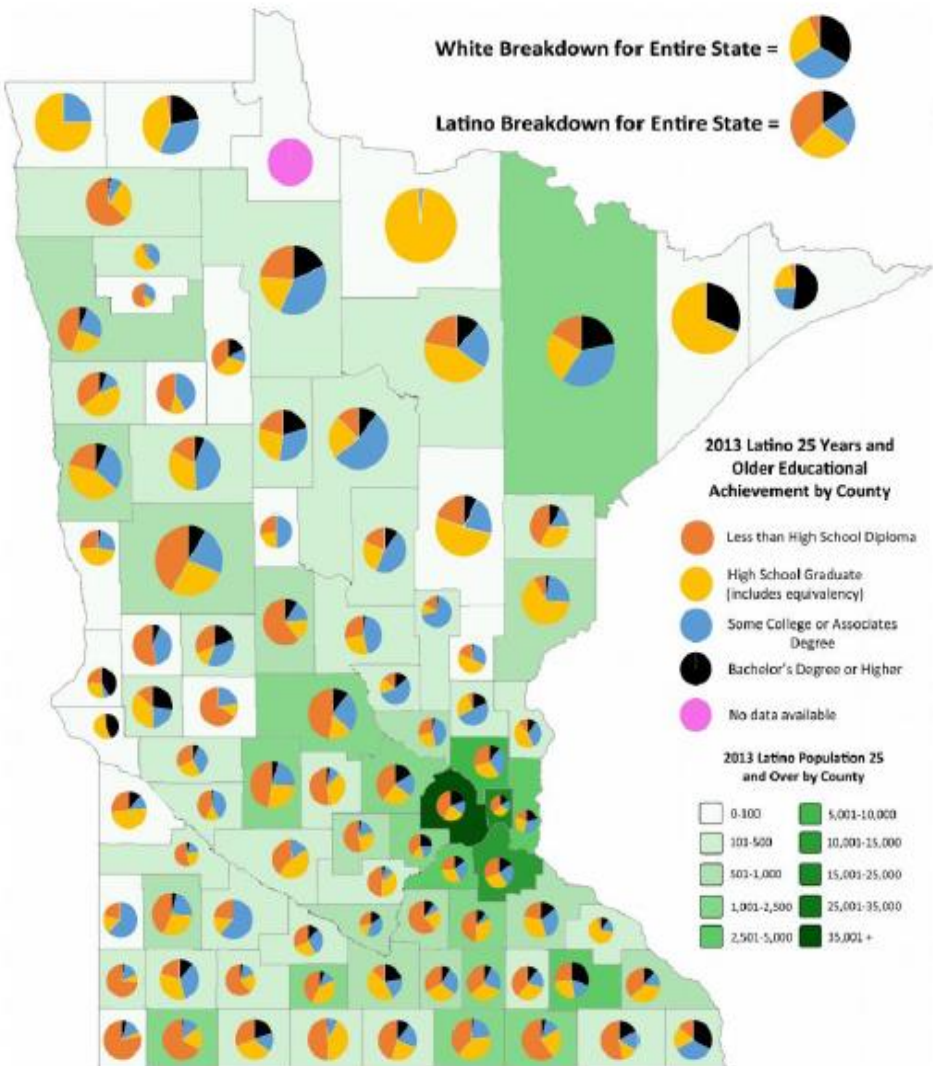 White Breakdown for Entire State =
Latino Breakdown for Entire State =
2013 Latino 25 Years and
Older Educational
Achievement by County
Less than High School Diploma
High School Graduate
(includes equivalency)
Some College or Associates
Degree
Bachelor's Degree or Higher
No data available
2013 Latino Population 25
and Over by County
0-100
101-500
501-1,000
1,001-2,500
2,501-5,000
5,001-10,000
10,001-15,000
15,001-25,000
25,001-35,000
35,001 +